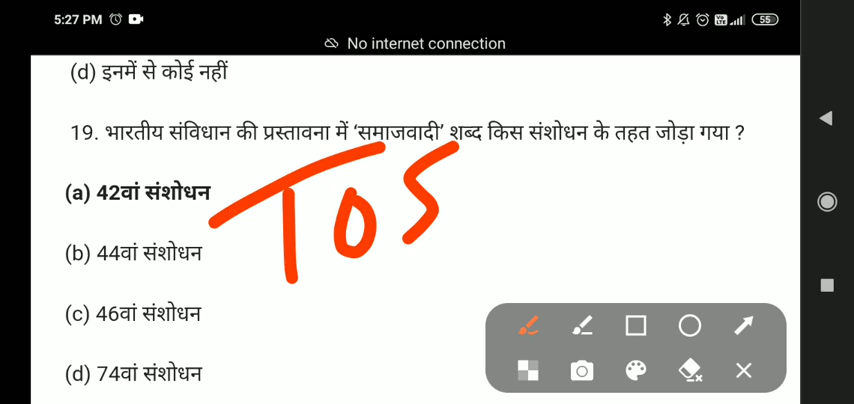 5:27 PM 55
No internet connection
(d) इनमें से कोई नहीं
19. भारतीय संविधान की प्रस्तावना में ‘समाजवादी’ शब्द किस संशोधन के तहत जोड़ा गया ?
(a) 42वां संशोधन
TOS
(b) 44वां संशोधन
(c) 46वां संशोधन
(d) 74वां संशोधन